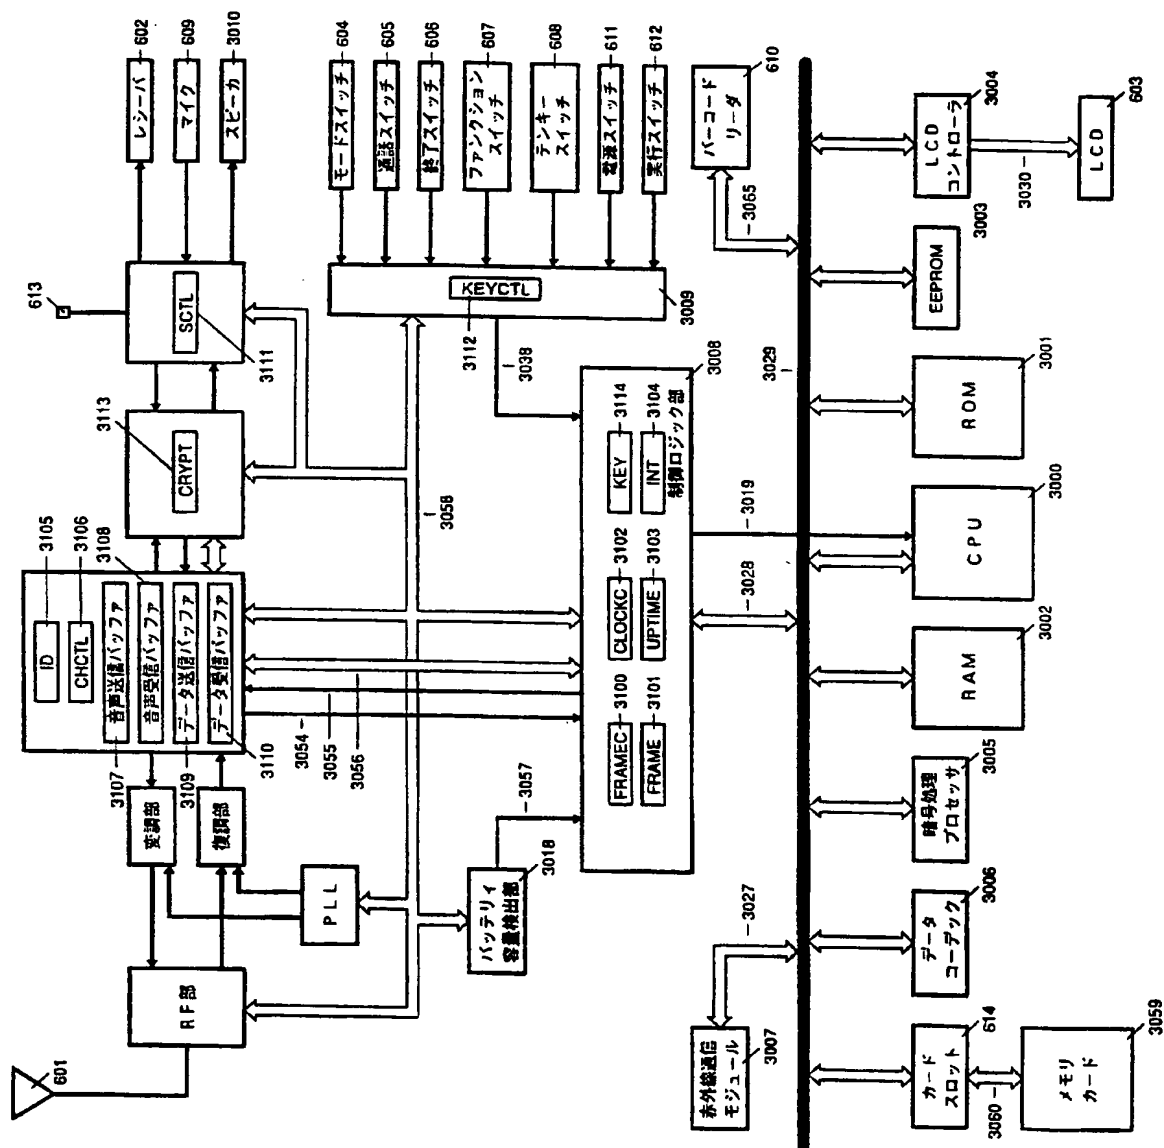 601
RF部
変調部
復調部
PLL
バッテリィ
容量検出部
3018
3057
ID
3105
CHCTL
3106
3108
音声送信バッファ
音声受信バッファ
データ送信バッファ
データ受信バッファ
3107
3109
3110
3054
3055
3056
3058
CRYPT
3113
SCTL
3111
613
レシーバ
602
マイク
609
スピーカ
3010
モードスイッチ
604
通話スイッチ
605
終了スイッチ
606
ファンクション
スイッチ
607
テンキー
スイッチ
608
電源スイッチ
611
実行スイッチ
612
KEYCTL
3112
3009
3038
3008
FRAMEC
3100
FRAME
3101
CLOCKC
3102
UPTIME
3103
KEY
3114
INT
3104
制御ロジック部
3019
3028
3029
バーコード
リーダ
610
3065
赤外線通信
モジュール
3007
3027
カード
スロット
614
3060
メモリ
カード
3059
データ
コーデック
3006
暗号処理
プロセッサ
3005
RAM
3002
CPU
3000
ROM
3001
EEPROM
3003
LCD
コントローラ
3004
3030
LCD
603